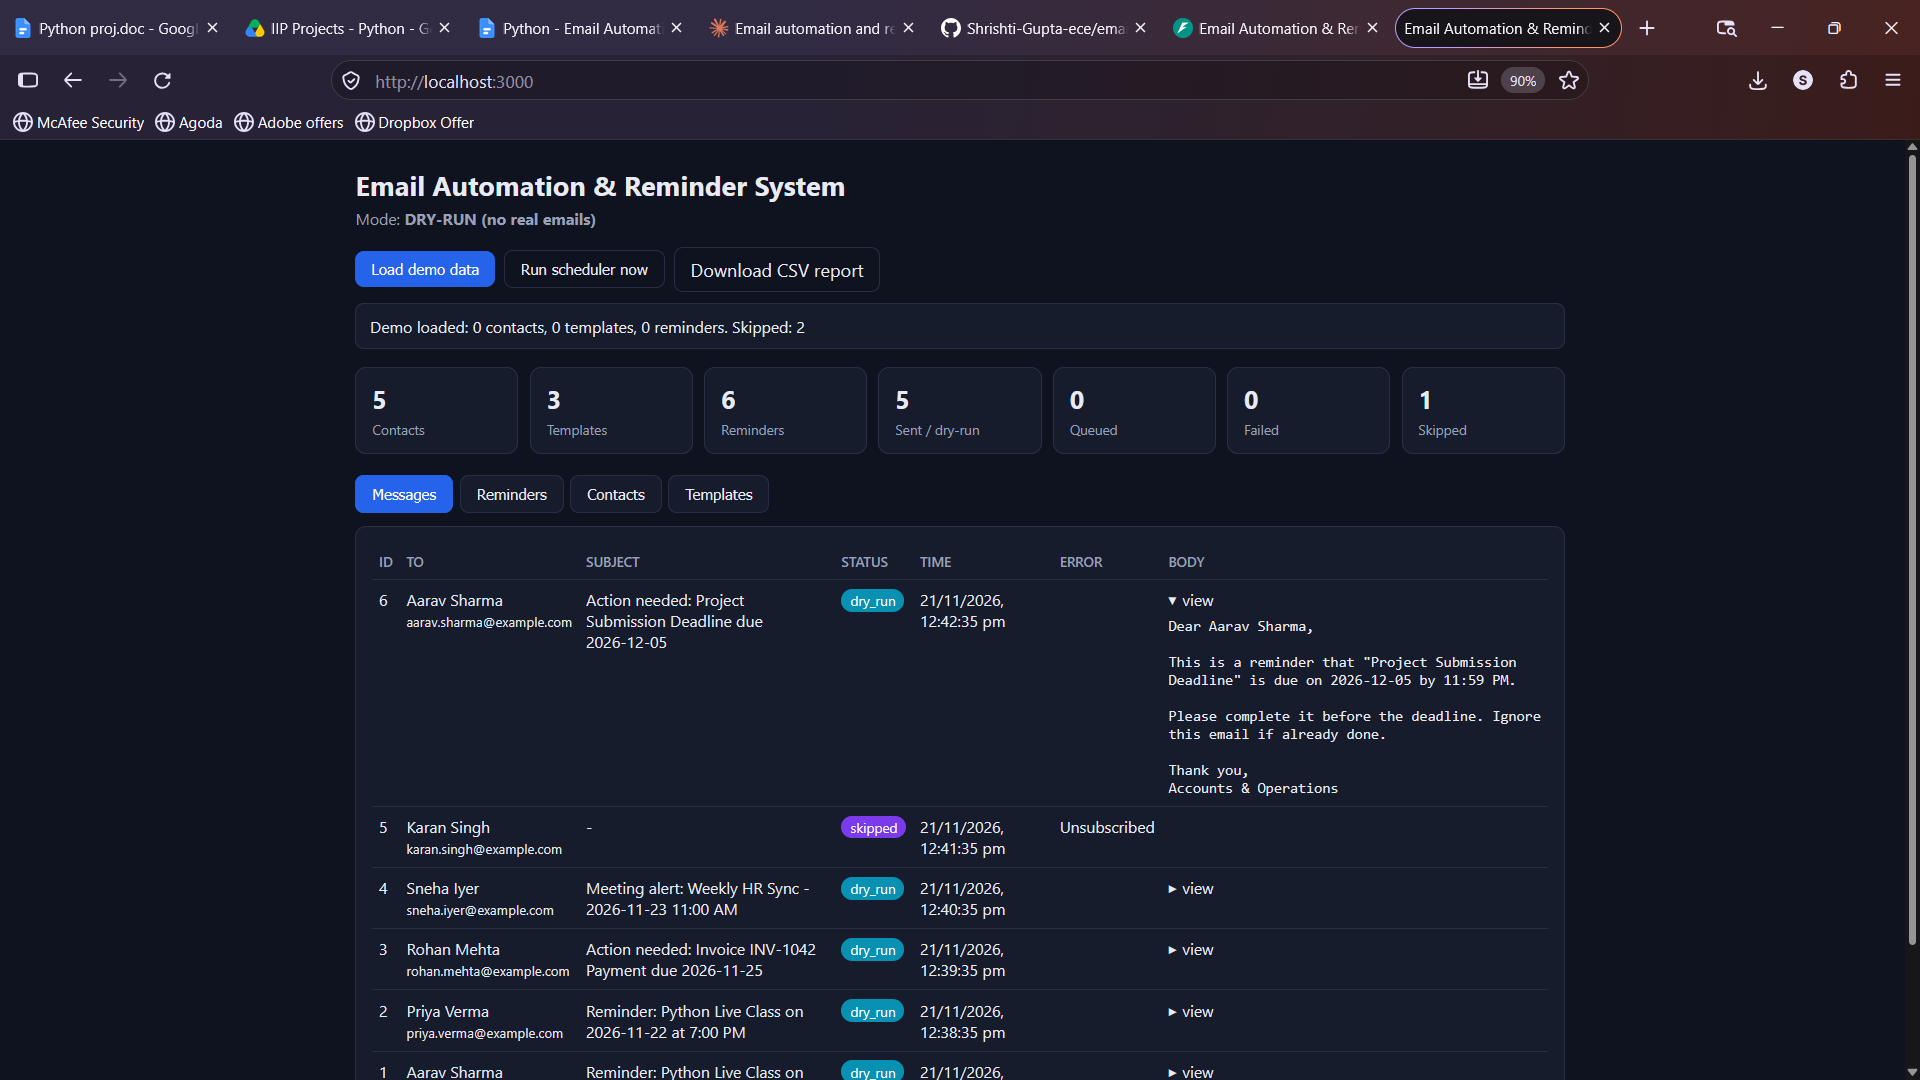 Python proj.doc - Googl
IIP Projects - Python - G
Python - Email Automat
Email automation and re
Shrishti-Gupta-ece/emai
Email Automation & Rer
Email Automation & Remind
http://localhost:3000
90%
S
McAfee Security
Agoda
Adobe offers
Dropbox Offer
Email Automation & Reminder System
Mode: DRY-RUN (no real emails)
Load demo data
Run scheduler now
Download CSV report
Demo loaded: 0 contacts, 0 templates, 0 reminders. Skipped: 2
5
Contacts
3
Templates
6
Reminders
5
Sent / dry-run
0
Queued
0
Failed
1
Skipped
Messages
Reminders
Contacts
Templates
ID TO SUBJECT STATUS TIME ERROR BODY
6 Aarav Sharma
aarav.sharma@example.com
Action needed: Project
Submission Deadline due
2026-12-05
dry_run
21/11/2026,
12:42:35 pm
▾ view
Dear Aarav Sharma,
This is a reminder that "Project Submission
Deadline" is due on 2026-12-05 by 11:59 PM.
Please complete it before the deadline. Ignore
this email if already done.
Thank you,
Accounts & Operations
5 Karan Singh
karan.singh@example.com
-
skipped
21/11/2026,
12:41:35 pm
Unsubscribed
4 Sneha Iyer
sneha.iyer@example.com
Meeting alert: Weekly HR Sync -
2026-11-23 11:00 AM
dry_run
21/11/2026,
12:40:35 pm
▸ view
3 Rohan Mehta
rohan.mehta@example.com
Action needed: Invoice INV-1042
Payment due 2026-11-25
dry_run
21/11/2026,
12:39:35 pm
▸ view
2 Priya Verma
priya.verma@example.com
Reminder: Python Live Class on
2026-11-22 at 7:00 PM
dry_run
21/11/2026,
12:38:35 pm
▸ view
1 Aarav Sharma
Reminder: Python Live Class on
dry_run
21/11/2026,
▸ view